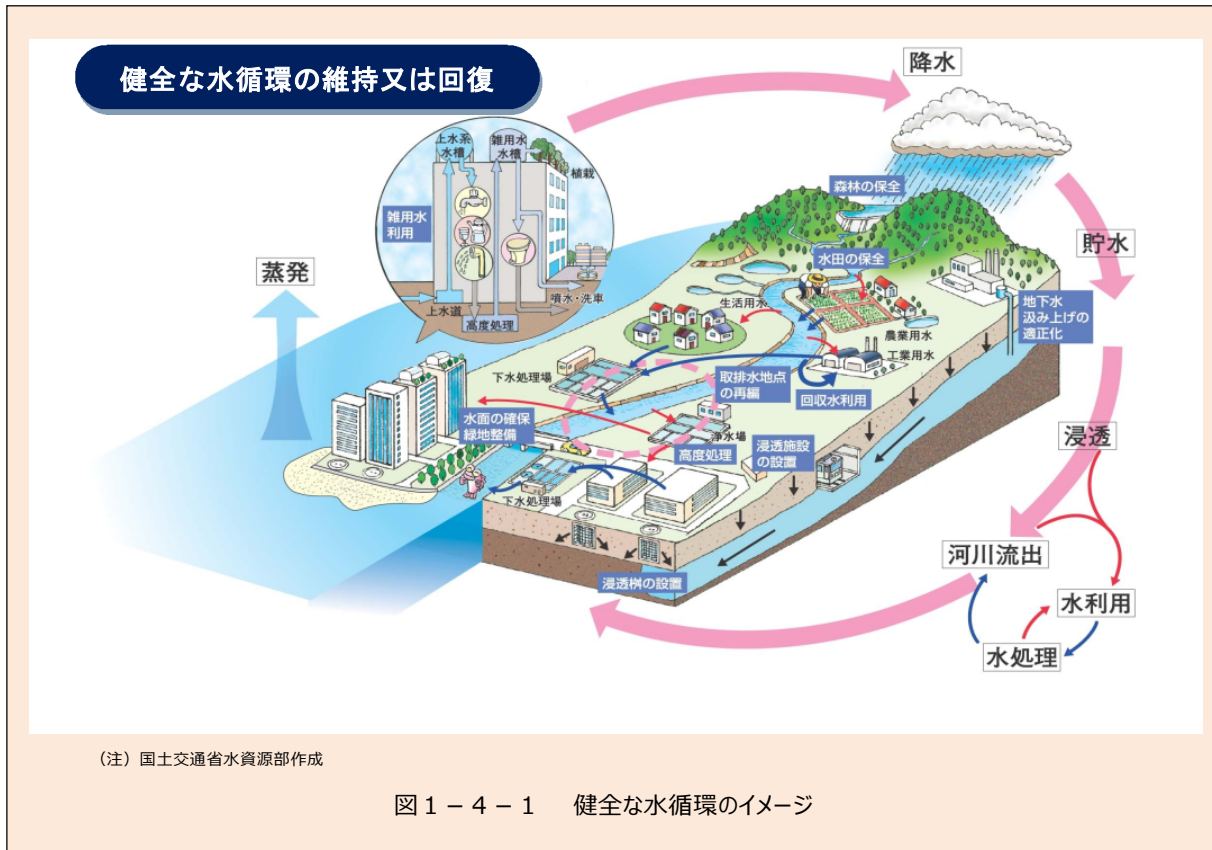 健全な水循環の維持又は回復
降水
上水系
水槽
雑用水
水槽
植栽
雑用水
利用
噴水・洗車
上水道
高度処理
森林の保全
貯水
蒸発
水田の保全
生活用水
地下水
汲み上げの
適正化
農業用水
工業用水
下水処理場
取排水地点
の再編
回収水利用
水面の確保
緑地整備
浄水場
高度処理
浸透施設
の設置
浸透
下水処理場
河川流出
浸透桝の設置
水利用
水処理
（注）国土交通省水資源部作成
図１－４－１ 健全な水循環のイメージ